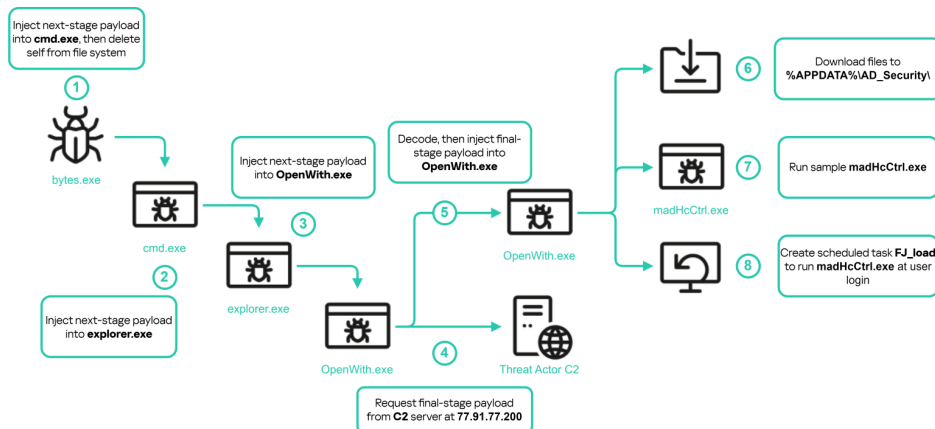 Inject next-stage payload
into cmd.exe, then delete
self from file system
1
bytes.exe
cmd.exe
2
Inject next-stage payload
into explorer.exe
Inject next-stage payload
into OpenWith.exe
3
explorer.exe
Decode, then inject final-
stage payload into
OpenWith.exe
5
OpenWith.exe
OpenWith.exe
4
Threat Actor C2
Request final-stage payload
from C2 server at 77.91.77.200
6
Download files to
%APPDATA%\AD_Security\
madHcCtrl.exe
7
Run sample madHcCtrl.exe
8
Create scheduled task FJ_load
to run madHcCtrl.exe at user
login